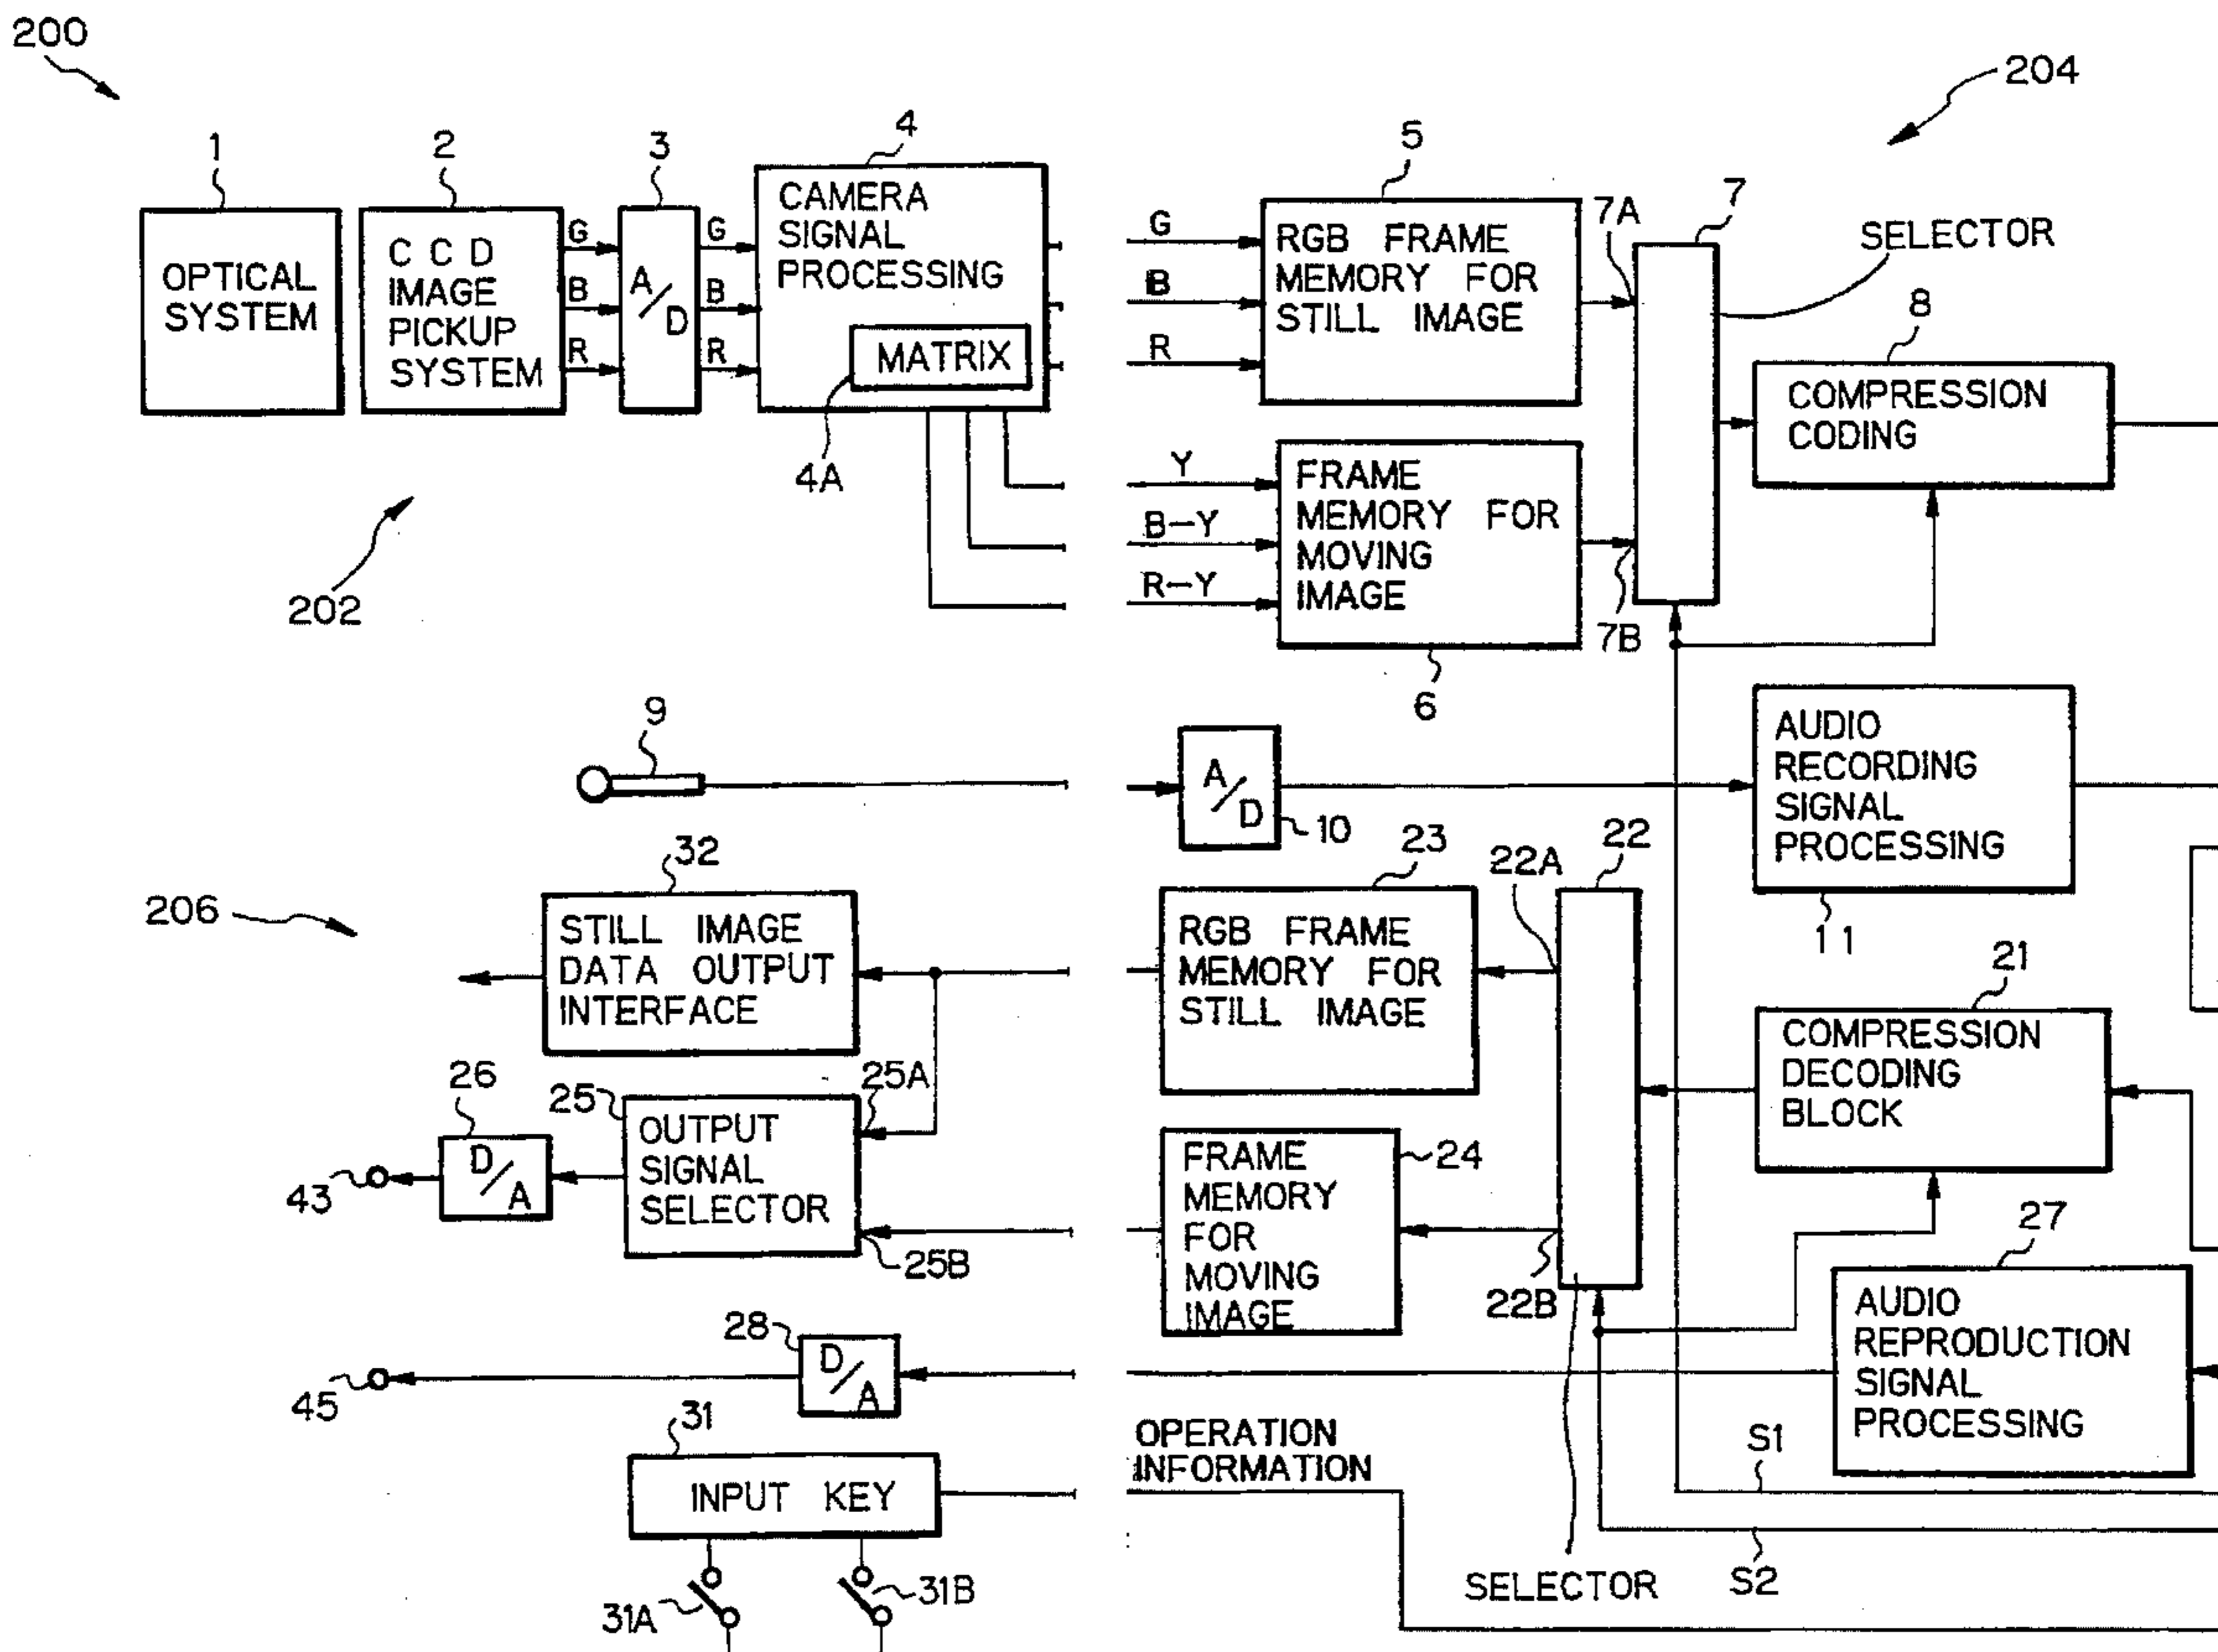 200
204
1
2
3
4
5
7
7A
SELECTOR
8
OPTICAL
SYSTEM
C C D
IMAGE
PICKUP
SYSTEM
G
B
R
A/D
G
B
R
CAMERA
SIGNAL
PROCESSING
MATRIX
4A
G
B
R
RGB FRAME
MEMORY FOR
STILL IMAGE
COMPRESSION
CODING
Y
B-Y
R-Y
FRAME
MEMORY FOR
MOVING
IMAGE
7B
6
202
9
A/D
10
AUDIO
RECORDING
SIGNAL
PROCESSING
11
206
32
STILL IMAGE
DATA OUTPUT
INTERFACE
23
RGB FRAME
MEMORY FOR
STILL IMAGE
22A
22
21
COMPRESSION
DECODING
BLOCK
26
25
25A
43
D/A
OUTPUT
SIGNAL
SELECTOR
25B
FRAME
MEMORY
FOR
MOVING
IMAGE
24
22B
27
AUDIO
REPRODUCTION
SIGNAL
PROCESSING
28
45
D/A
31
INPUT KEY
OPERATION
INFORMATION
S1
S2
SELECTOR
31A
31B